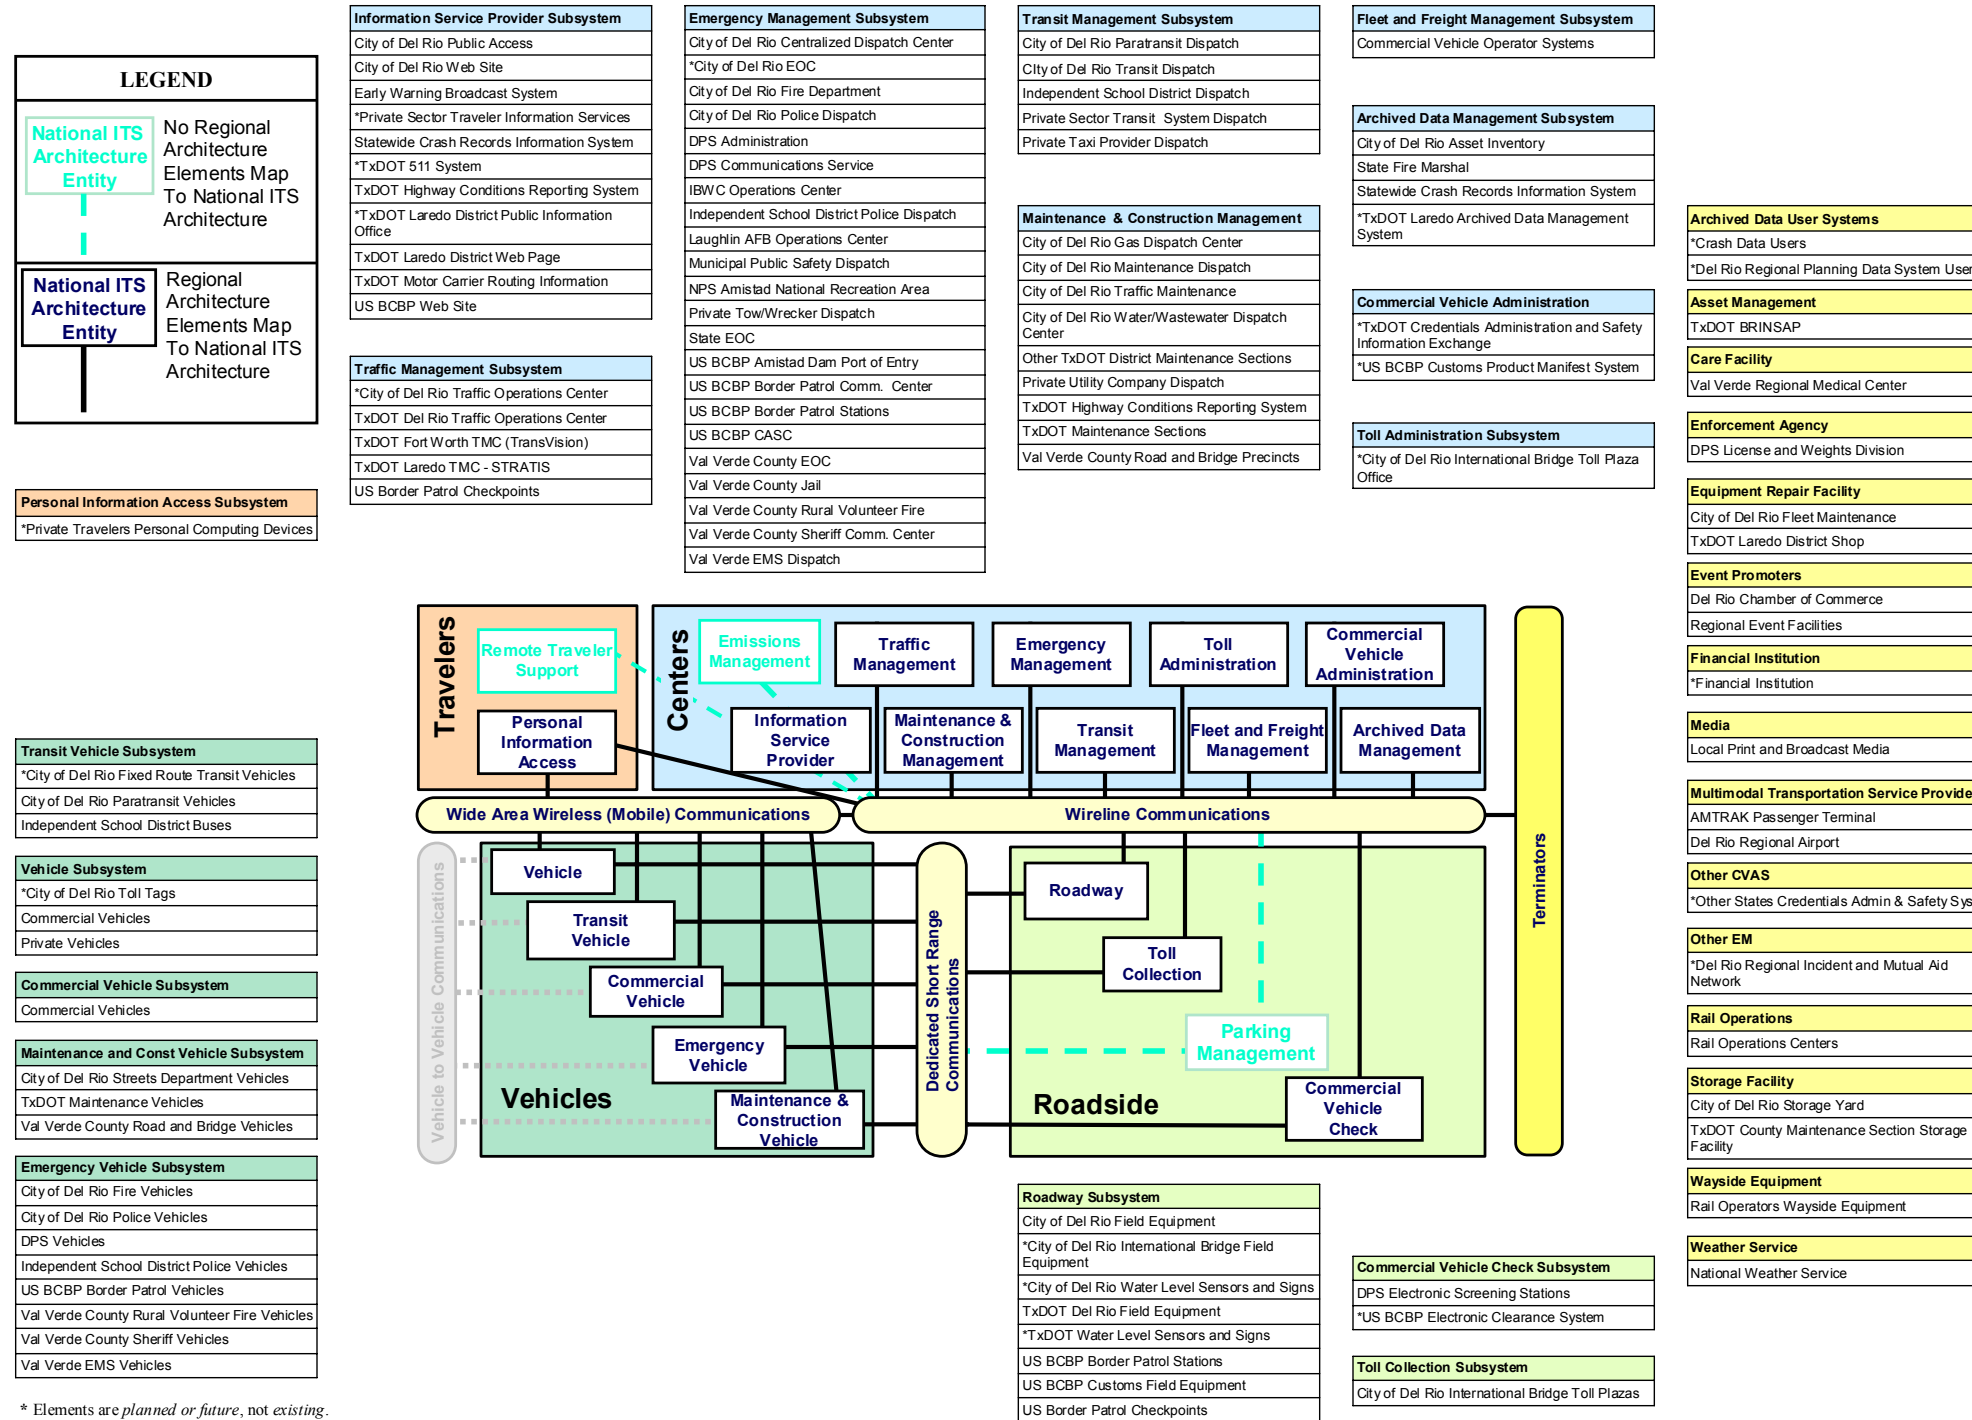 LEGEND
National ITS
Architecture
Entity
No Regional
Architecture
Elements Map
To National ITS
Architecture
National ITS
Architecture
Entity
Regional
Architecture
Elements Map
To National ITS
Architecture
Personal Information Access Subsystem
*Private Travelers Personal Computing Devices
Transit Vehicle Subsystem
*City of Del Rio Fixed Route Transit Vehicles
City of Del Rio Paratransit Vehicles
Independent School District Buses
Vehicle Subsystem
*City of Del Rio Toll Tags
Commercial Vehicles
Private Vehicles
Commercial Vehicle Subsystem
Commercial Vehicles
Maintenance and Const Vehicle Subsystem
City of Del Rio Streets Department Vehicles
TxDOT Maintenance Vehicles
Val Verde County Road and Bridge Vehicles
Emergency Vehicle Subsystem
City of Del Rio Fire Vehicles
City of Del Rio Police Vehicles
DPS Vehicles
Independent School District Police Vehicles
US BCBP Border Patrol Vehicles
Val Verde County Rural Volunteer Fire Vehicles
Val Verde County Sheriff Vehicles
Val Verde EMS Vehicles
* Elements are planned or future, not existing.
Information Service Provider Subsystem
City of Del Rio Public Access
City of Del Rio Web Site
Early Warning Broadcast System
*Private Sector Traveler Information Services
Statewide Crash Records Information System
*TxDOT 511 System
TxDOT Highway Conditions Reporting System
*TxDOT Laredo District Public Information
Office
TxDOT Laredo District Web Page
TxDOT Motor Carrier Routing Information
US BCBP Web Site
Traffic Management Subsystem
*City of Del Rio Traffic Operations Center
TxDOT Del Rio Traffic Operations Center
TxDOT Fort Worth TMC (TransVision)
TxDOT Laredo TMC - STRATIS
US Border Patrol Checkpoints
Emergency Management Subsystem
City of Del Rio Centralized Dispatch Center
*City of Del Rio EOC
City of Del Rio Fire Department
City of Del Rio Police Dispatch
DPS Administration
DPS Communications Service
IBWC Operations Center
Independent School District Police Dispatch
Laughlin AFB Operations Center
Municipal Public Safety Dispatch
NPS Amistad National Recreation Area
Private Tow/Wrecker Dispatch
State EOC
US BCBP Amistad Dam Port of Entry
US BCBP Border Patrol Comm. Center
US BCBP Border Patrol Stations
US BCBP CASC
Val Verde County EOC
Val Verde County Jail
Val Verde County Rural Volunteer Fire
Val Verde County Sheriff Comm. Center
Val Verde EMS Dispatch
Transit Management Subsystem
City of Del Rio Paratransit Dispatch
CIty of Del Rio Transit Dispatch
Independent School District Dispatch
Private Sector Transit System Dispatch
Private Taxi Provider Dispatch
Maintenance & Construction Management
City of Del Rio Gas Dispatch Center
City of Del Rio Maintenance Dispatch
City of Del Rio Traffic Maintenance
City of Del Rio Water/Wastewater Dispatch
Center
Other TxDOT District Maintenance Sections
Private Utility Company Dispatch
TxDOT Highway Conditions Reporting System
TxDOT Maintenance Sections
Val Verde County Road and Bridge Precincts
Fleet and Freight Management Subsystem
Commercial Vehicle Operator Systems
Archived Data Management Subsystem
City of Del Rio Asset Inventory
State Fire Marshal
Statewide Crash Records Information System
*TxDOT Laredo Archived Data Management
System
Commercial Vehicle Administration
*TxDOT Credentials Administration and Safety
Information Exchange
*US BCBP Customs Product Manifest System
Toll Administration Subsystem
*City of Del Rio International Bridge Toll Plaza
Office
Archived Data User Systems
*Crash Data Users
*Del Rio Regional Planning Data System User
Asset Management
TxDOT BRINSAP
Care Facility
Val Verde Regional Medical Center
Enforcement Agency
DPS License and Weights Division
Equipment Repair Facility
City of Del Rio Fleet Maintenance
TxDOT Laredo District Shop
Event Promoters
Del Rio Chamber of Commerce
Regional Event Facilities
Financial Institution
*Financial Institution
Media
Local Print and Broadcast Media
Multimodal Transportation Service Provide
AMTRAK Passenger Terminal
Del Rio Regional Airport
Other CVAS
*Other States Credentials Admin & Safety Sys
Other EM
*Del Rio Regional Incident and Mutual Aid
Network
Rail Operations
Rail Operations Centers
Storage Facility
City of Del Rio Storage Yard
TxDOT County Maintenance Section Storage
Facility
Wayside Equipment
Rail Operators Wayside Equipment
Weather Service
National Weather Service
Travelers
Remote Traveler
Support
Personal
Information
Access
Centers
Emissions
Management
Traffic
Management
Emergency
Management
Toll
Administration
Commercial
Vehicle
Administration
Information
Service
Provider
Maintenance &
Construction
Management
Transit
Management
Fleet and Freight
Management
Archived Data
Management
Wide Area Wireless (Mobile) Communications
Wireline Communications
Terminators
Vehicle to Vehicle Communications
Vehicle
Transit
Vehicle
Commercial
Vehicle
Emergency
Vehicle
Maintenance &
Construction
Vehicle
Vehicles
Dedicated Short Range
Communications
Roadway
Toll
Collection
Parking
Management
Commercial
Vehicle
Check
Roadside
Roadway Subsystem
City of Del Rio Field Equipment
*City of Del Rio International Bridge Field
Equipment
*City of Del Rio Water Level Sensors and Signs
TxDOT Del Rio Field Equipment
*TxDOT Water Level Sensors and Signs
US BCBP Border Patrol Stations
US BCBP Customs Field Equipment
US Border Patrol Checkpoints
Commercial Vehicle Check Subsystem
DPS Electronic Screening Stations
*US BCBP Electronic Clearance System
Toll Collection Subsystem
City of Del Rio International Bridge Toll Plazas